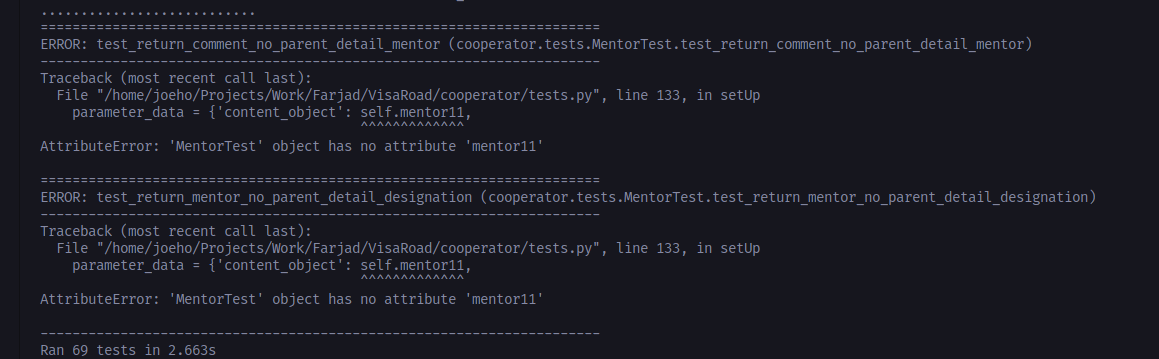 ...........................
======================================================================
ERROR: test_return_comment_no_parent_detail_mentor (cooperator.tests.MentorTest.test_return_comment_no_parent_detail_mentor)
----------------------------------------------------------------------
Traceback (most recent call last):
  File "/home/joeho/Projects/Work/Farjad/VisaRoad/cooperator/tests.py", line 133, in setUp
    parameter_data = {'content_object': self.mentor11,
                                        ^^^^^^^^^^^^^
AttributeError: 'MentorTest' object has no attribute 'mentor11'

======================================================================
ERROR: test_return_mentor_no_parent_detail_designation (cooperator.tests.MentorTest.test_return_mentor_no_parent_detail_designation)
----------------------------------------------------------------------
Traceback (most recent call last):
  File "/home/joeho/Projects/Work/Farjad/VisaRoad/cooperator/tests.py", line 133, in setUp
    parameter_data = {'content_object': self.mentor11,
                                        ^^^^^^^^^^^^^
AttributeError: 'MentorTest' object has no attribute 'mentor11'

----------------------------------------------------------------------
Ran 69 tests in 2.663s